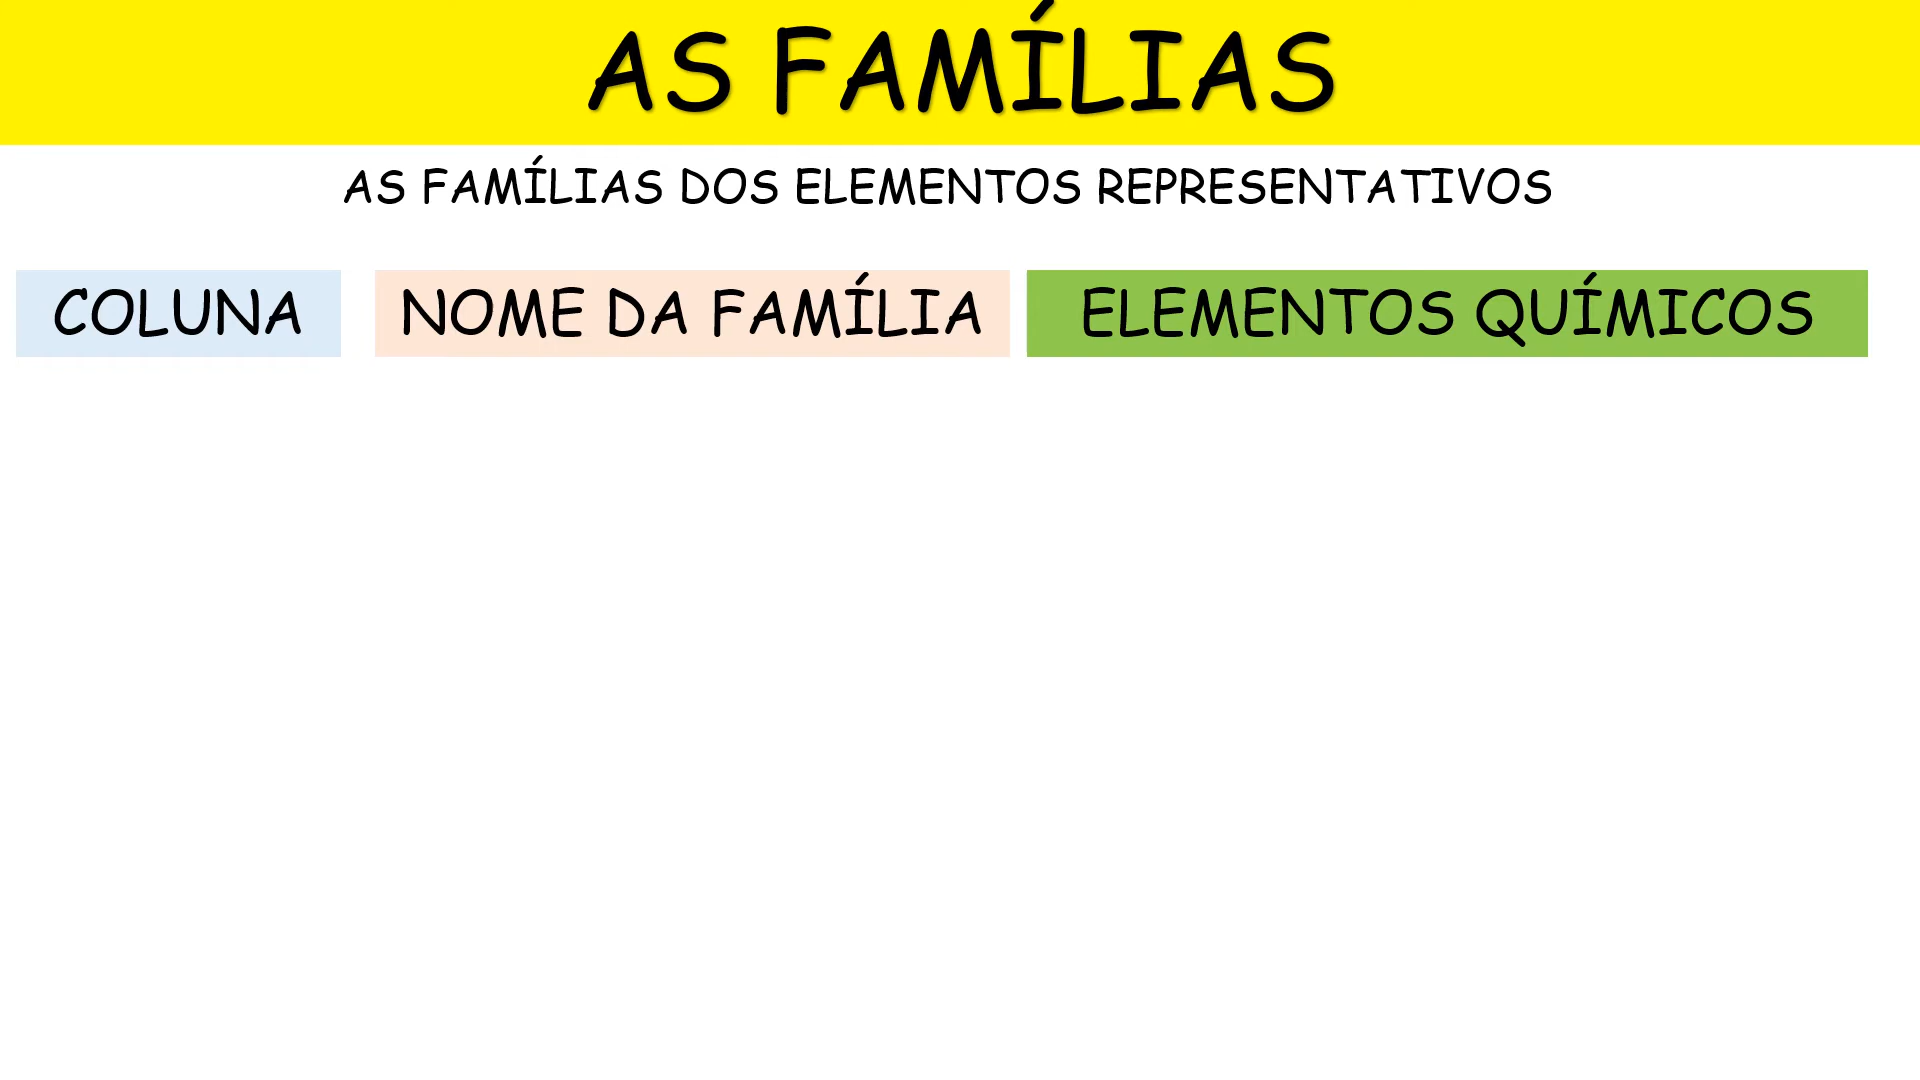 AS FAMÍLIAS
AS FAMÍLIAS DOS ELEMENTOS REPRESENTATIVOS
COLUNA NOME DA FAMÍLIA ELEMENTOS QUÍMICOS